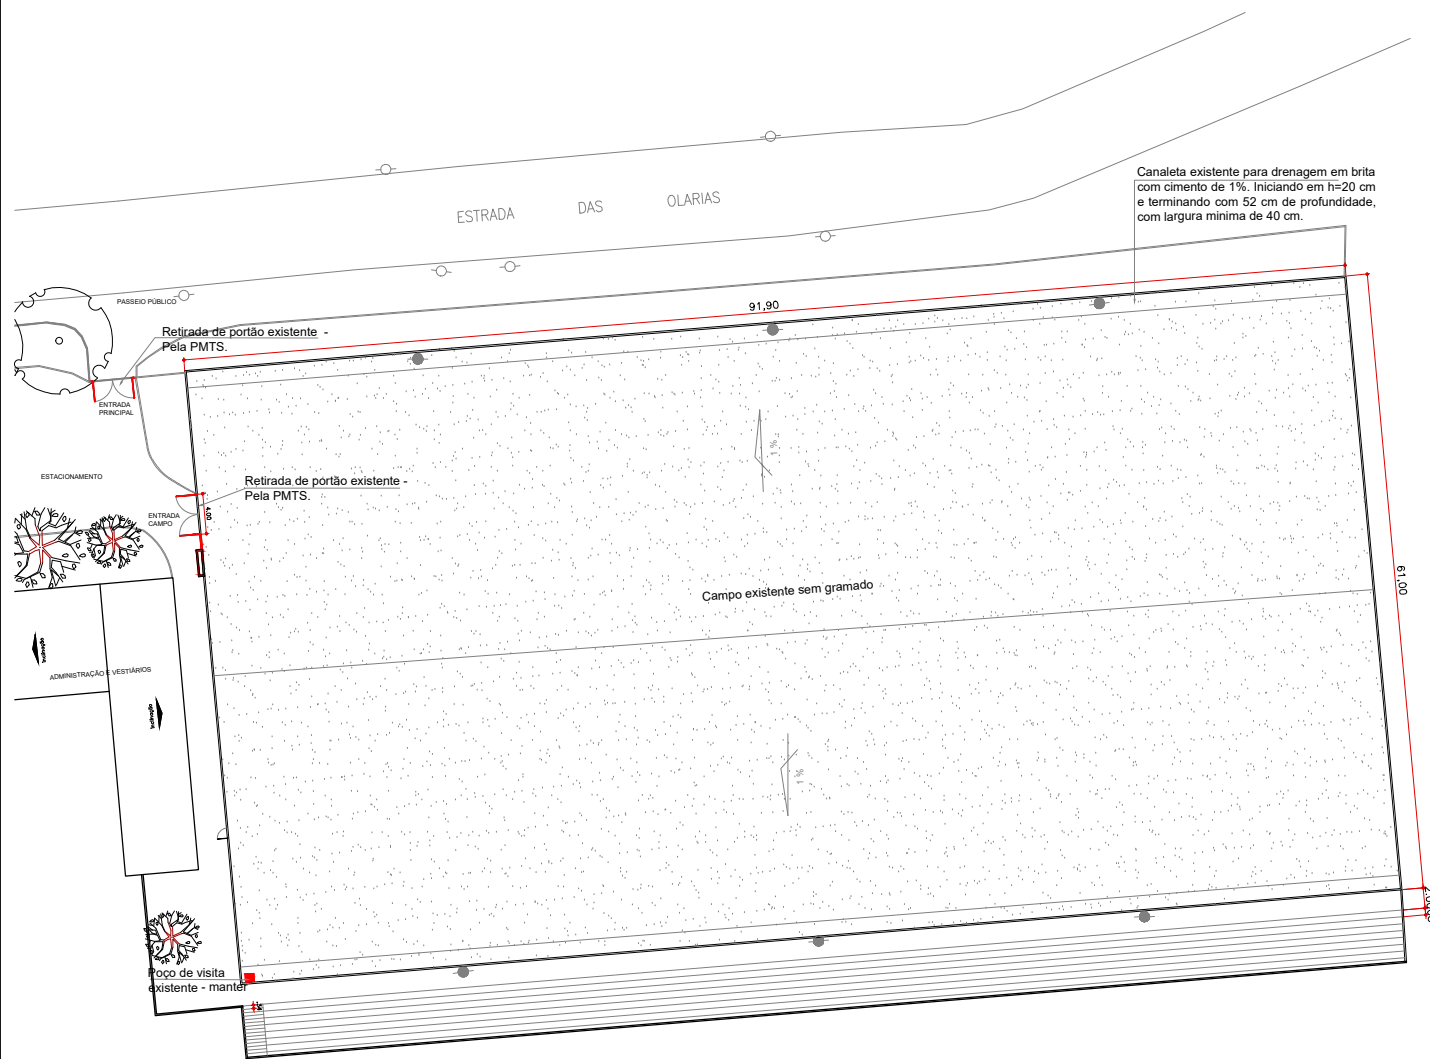 Canaleta existente para drenagem em brita
com cimento de 1%. Iniciando em h=20 cm
e terminando com 52 cm de profundidade,
com largura minima de 40 cm.
ESTRADA DAS OLARIAS
PASSEIO PÚBLICO
91,90
Retirada de portão existente -
Pela PMTS.
ENTRADA
PRINCIPAL
1 %
ESTACIONAMENTO
Retirada de portão existente -
Pela PMTS.
4,00
ENTRADA
CAMPO
61,00
Campo existente sem gramado
Inclinação
ADMINISTRAÇÃO E VESTIÁRIOS
Inclinação
1 %
Poço de visita
existente - manter